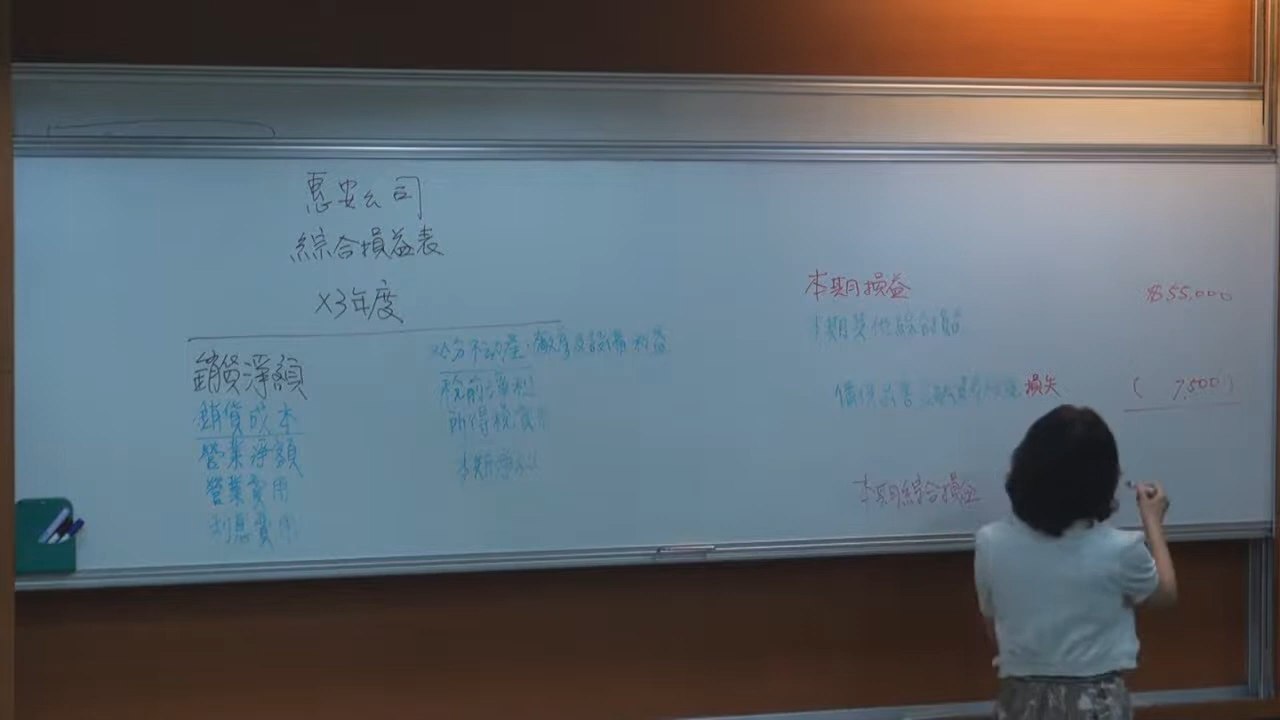 惠安公司
綜合損益表
X3年度
銷貨淨額
銷貨成本
營業淨額
營業費用
利息費用
處分不動產、廠房及設備利益
稅前淨利
所得稅費用
本期淨利
本期損益
$55,000
本期其他綜合損益
損失
( 7,500 )
本期綜合損益